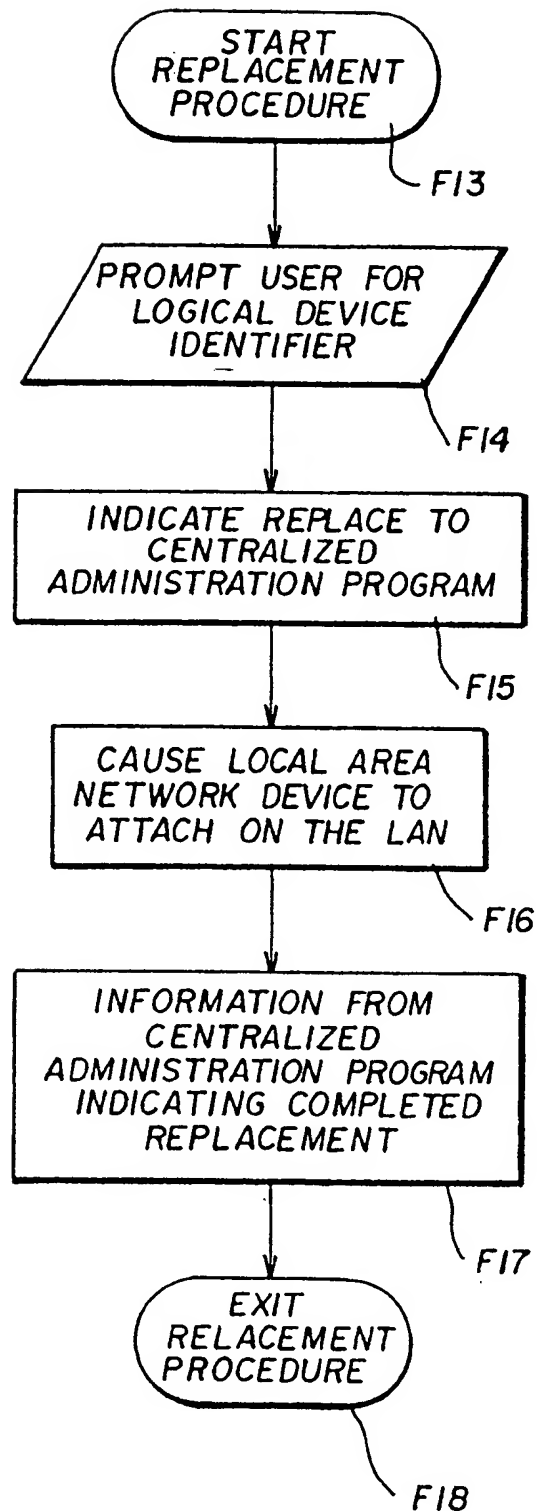 START
REPLACEMENT
PROCEDURE
F13
PROMPT USER FOR
LOGICAL DEVICE
IDENTIFIER
F14
INDICATE REPLACE TO
CENTRALIZED
ADMINISTRATION PROGRAM
F15
CAUSE LOCAL AREA
NETWORK DEVICE TO
ATTACH ON THE LAN
F16
INFORMATION FROM
CENTRALIZED
ADMINISTRATION PROGRAM
INDICATING COMPLETED
REPLACEMENT
F17
EXIT
RELACEMENT
PROCEDURE
F18